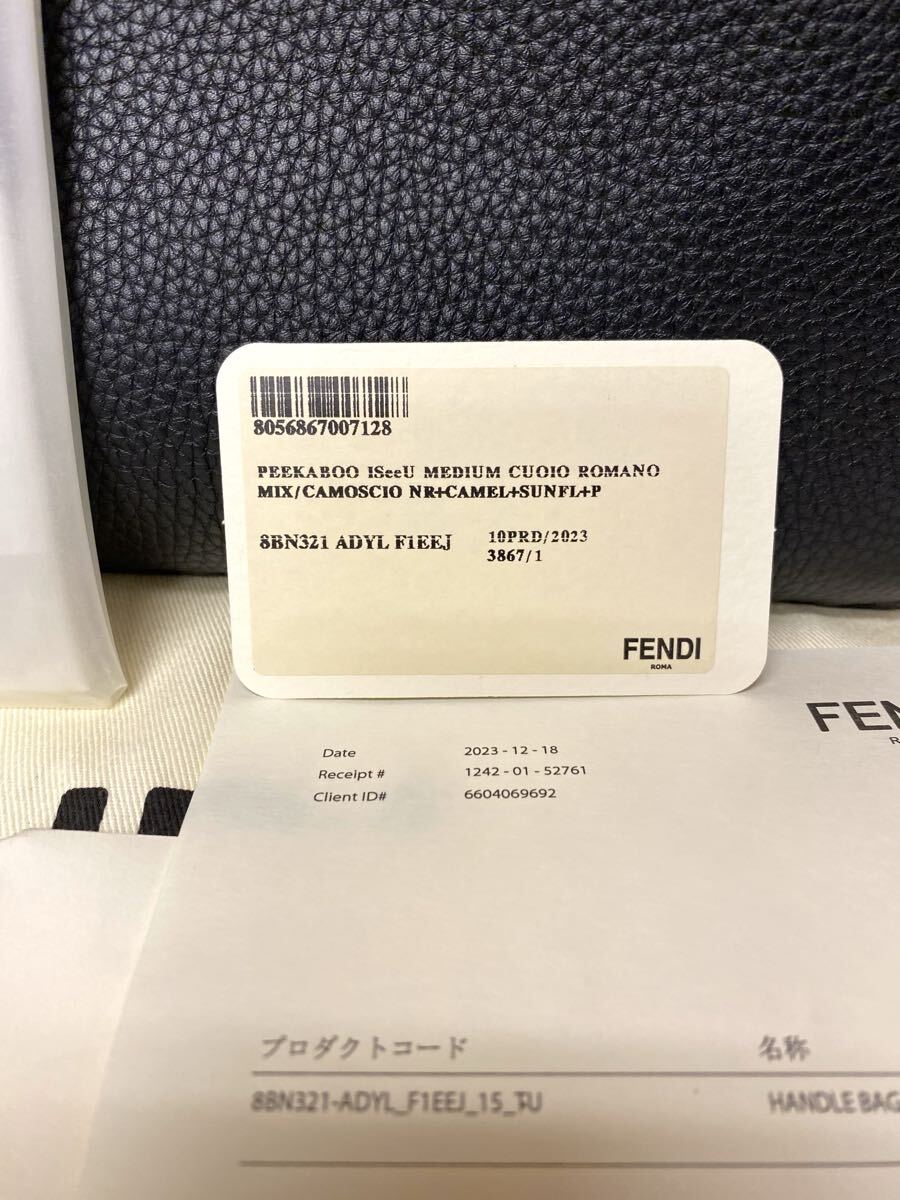 8056867007128
PEEKABOO ISeeU MEDIUM CUOIO ROMANO
MIX/CAMOSCIO NR+CAMEL+SUNFL+P
8BN321 ADYL F1EEJ 10PRD/2023
3867/1
FENDI
ROMA
FEN
R
Date 2023-12-18
Receipt # 1242-01-52761
Client ID# 6604069692
プロダクトコード 名称
8BN321-ADYL_F1EEJ_15_TU HANDLE BAG